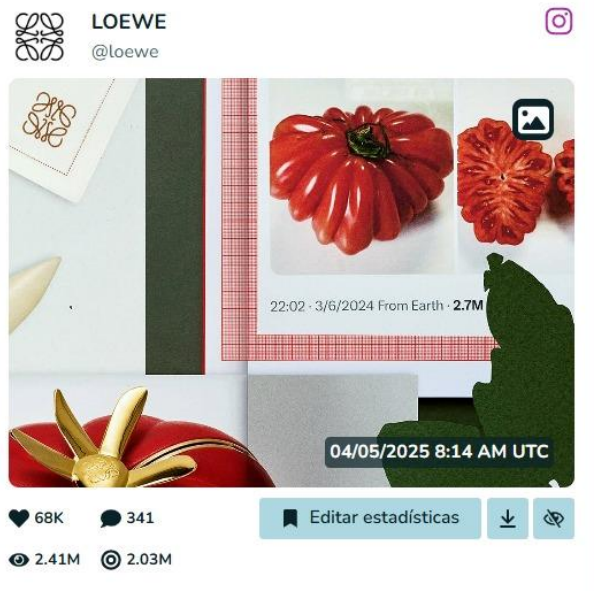 LOEWE
@loewe
22:02 · 3/6/2024 From Earth · 2.7M
04/05/2025 8:14 AM UTC
68K 341 Editar estadísticas
2.41M 2.03M